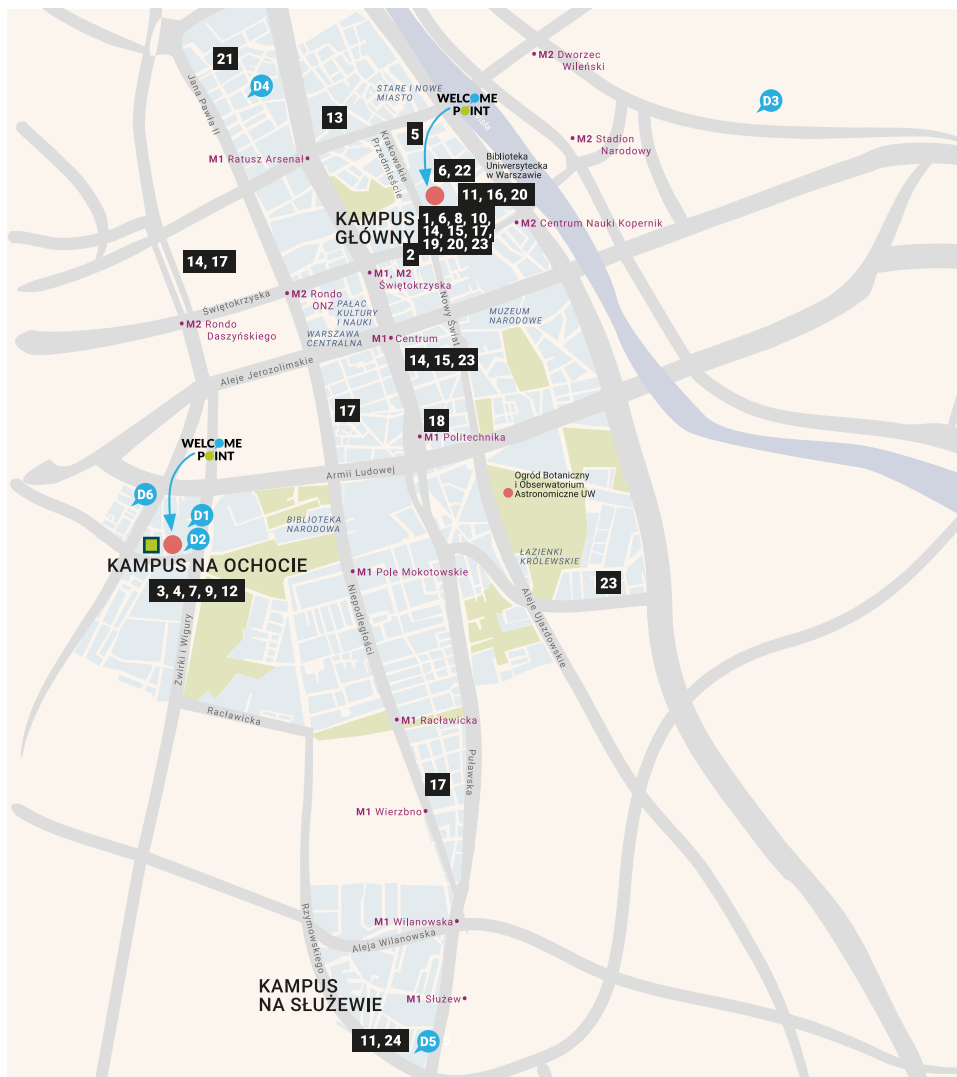 21
D4
Jana Pawła II
STARE I NOWE
MIASTO
M2 Dworzec
Wileński
D3
WELCOME
POINT
13
5
Krakowskie
Przedmieście
M2 Stadion
Narodowy
M1 Ratusz Arsenał
6, 22
Biblioteka
Uniwersytecka
w Warszawie
11, 16, 20
KAMPUS
GŁÓWNY
1, 6, 8, 10,
14, 15, 17,
19, 20, 23
M2 Centrum Nauki Kopernik
2
14, 17
M1, M2
Świętokrzyska
Świętokrzyska
M2 Rondo
ONZ
PAŁAC
KULTURY
I NAUKI
Nowy Świat
MUZEUM
NARODOWE
M2 Rondo
Daszyńskiego
WARSZAWA
CENTRALNA
M1 Centrum
Aleje Jerozolimskie
14, 15, 23
17
18
M1 Politechnika
WELCOME
POINT
Armii Ludowej
Ogród Botaniczny
i Obserwatorium
Astronomiczne UW
D6
D1
D2
BIBLIOTEKA
NARODOWA
KAMPUS NA OCHOCIE
3, 4, 7, 9, 12
ŁAZIENKI
KRÓLEWSKIE
M1 Pole Mokotowskie
23
Niepodległości
Aleje Ujazdowskie
Żwirki i Wigury
Racławicka
M1 Racławicka
Puławska
17
M1 Wierzbno
Rzymowskiego
M1 Wilanowska
Aleja Wilanowska
KAMPUS
NA SŁUŻEWIE
M1 Służew
11, 24
D5